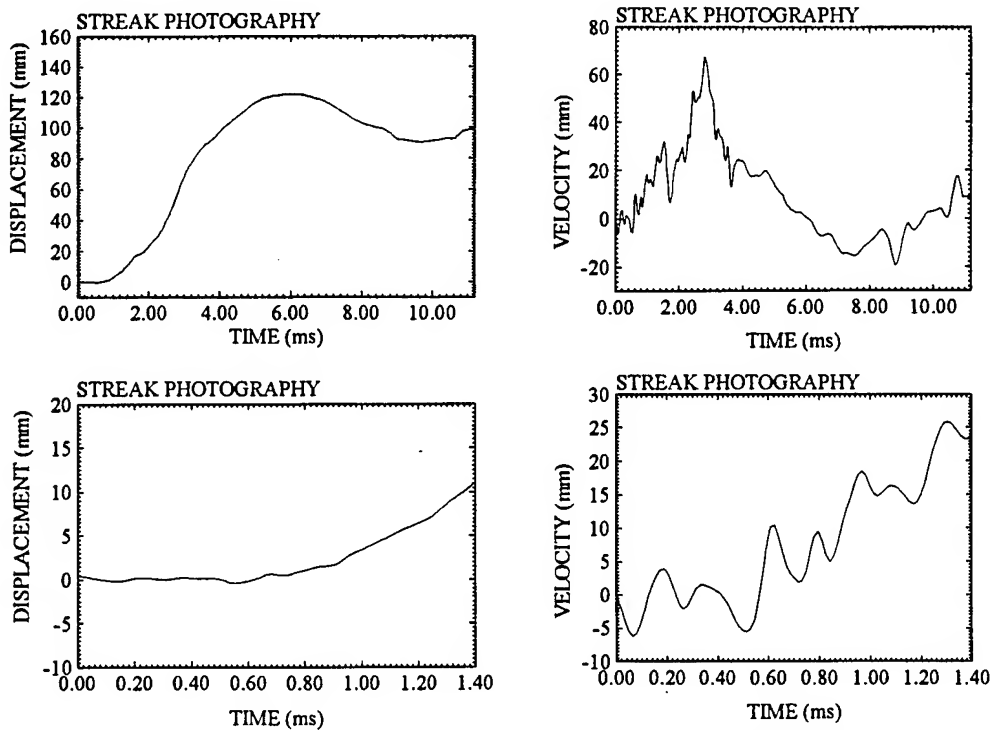 STREAK PHOTOGRAPHY
160
140
120
100
80
60
40
20
0
DISPLACEMENT (mm)
0.00 2.00 4.00 6.00 8.00 10.00
TIME (ms)
STREAK PHOTOGRAPHY
80
60
40
20
0
-20
VELOCITY (mm)
0.00 2.00 4.00 6.00 8.00 10.00
TIME (ms)
STREAK PHOTOGRAPHY
20
15
10
5
0
-5
-10
DISPLACEMENT (mm)
0.00 0.20 0.40 0.60 0.80 1.00 1.20 1.40
TIME (ms)
STREAK PHOTOGRAPHY
30
25
20
15
10
5
0
-5
-10
VELOCITY (mm)
0.00 0.20 0.40 0.60 0.80 1.00 1.20 1.40
TIME (ms)